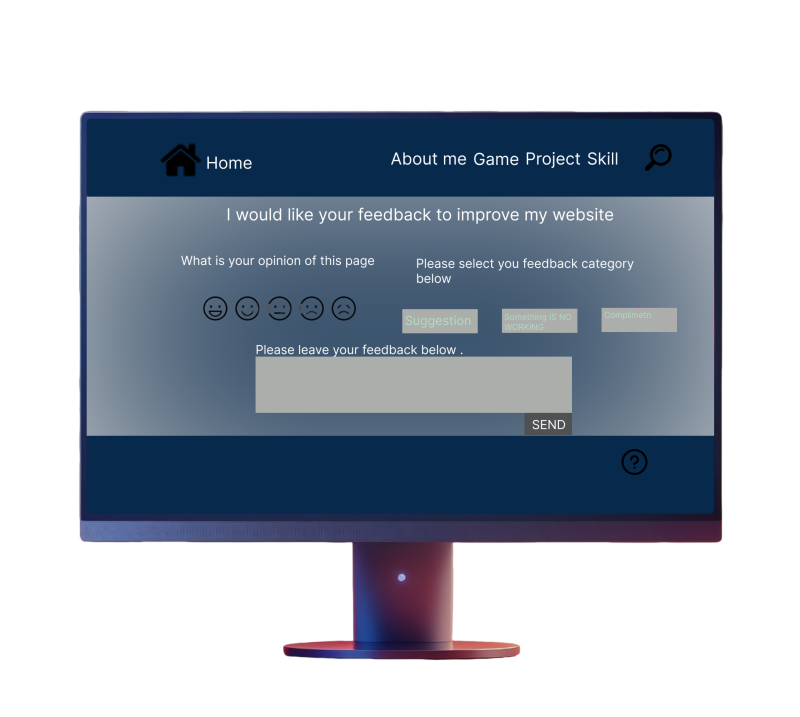 Home
About me Game Project Skill
I would like your feedback to improve my website
What is your opinion of this page
Please select you feedback category
below
Suggestion
Something IS NO
WORKING
Complimetn
Please leave your feedback below .
SEND
?